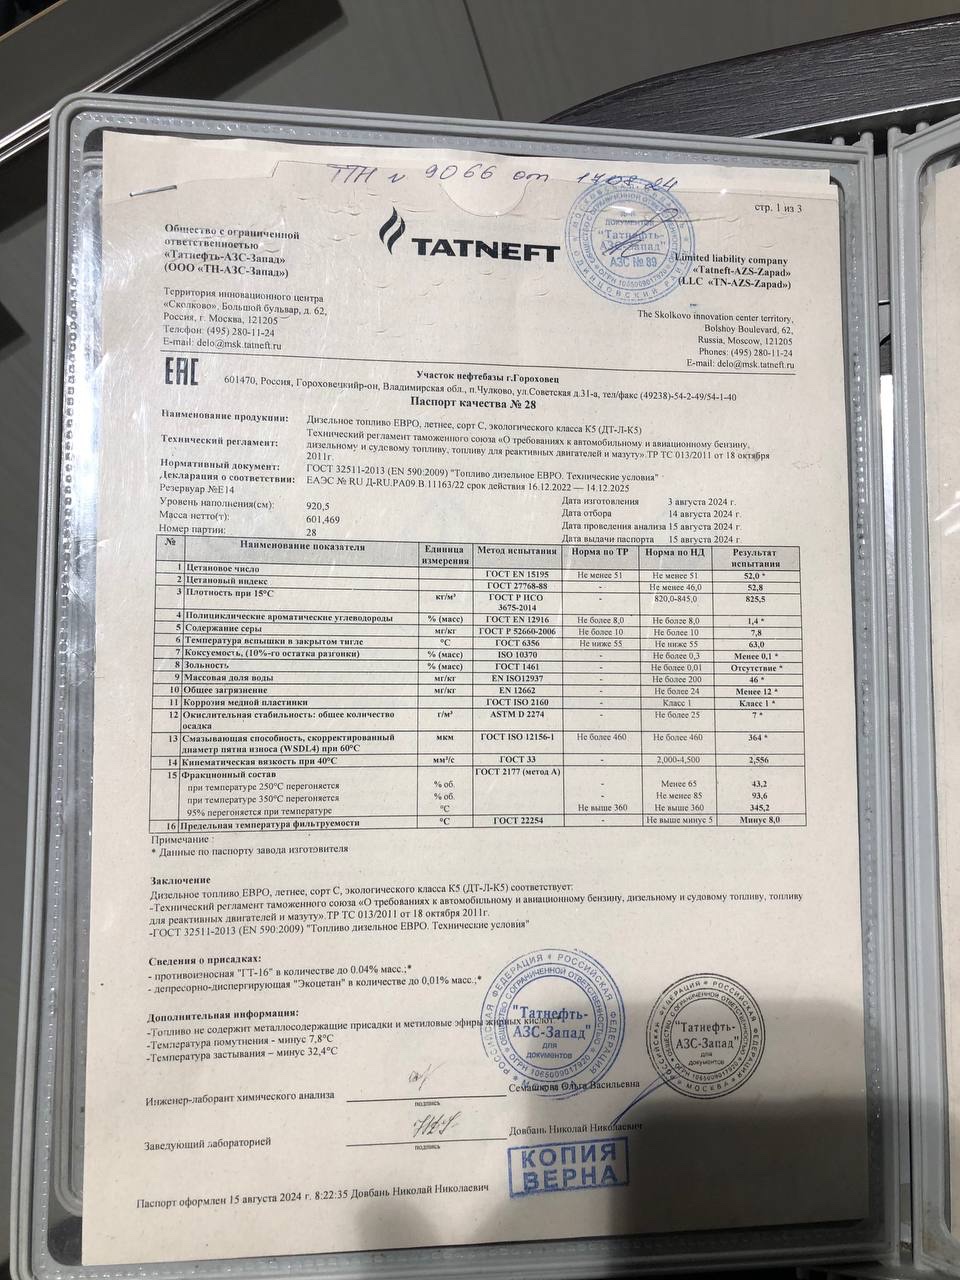 ТТН № 9066 от 17.08.24
стр. 1 из 3
Общество с ограниченной
ответственностью
«Татнефть-АЗС-Запад»
(ООО «ТН-АЗС-Запад»)
TATNEFT
"Татнефть-
АЗС-Запад"
АЗС № 89
Limited liability company
«Tatneft-AZS-Zapad»
(LLC «TN-AZS-Zapad»)
Территория инновационного центра
«Сколково», Большой бульвар, д. 62,
Россия, г. Москва, 121205
Телефон: (495) 280-11-24
E-mail: delo@msk.tatneft.ru
The Skolkovo innovation center territory,
Bolshoy Boulevard, 62,
Russia, Moscow, 121205
Phones: (495) 280-11-24
E-mail: delo@msk.tatneft.ru
EAC
Участок нефтебазы г.Гороховец
601470, Россия, Гороховецкийр-он, Владимирская обл., п.Чулково, ул.Советская д.31-а, тел/факс (49238)-54-2-49/54-1-40
Паспорт качества № 28
Наименование продукции: Дизельное топливо ЕВРО, летнее, сорт С, экологического класса К5 (ДТ-Л-К5)
Технический регламент: Технический регламент таможенного союза «О требованиях к автомобильному и авиационному бензину,
дизельному и судовому топливу, топливу для реактивных двигателей и мазуту».ТР ТС 013/2011 от 18 октября
2011г.
Нормативный документ: ГОСТ 32511-2013 (EN 590:2009) "Топливо дизельное ЕВРО. Технические условия"
Декларация о соответствии: ЕАЭС № RU Д-RU.РА09.В.11163/22 срок действия 16.12.2022 — 14.12.2025
Резервуар №Е14
Уровень наполнения(см): 920,5
Масса нетто(т): 601,469
Номер партии: 28
Дата изготовления 3 августа 2024 г.
Дата отбора 14 августа 2024 г.
Дата проведения анализа 15 августа 2024 г.
Дата выдачи паспорта 15 августа 2024 г.
№ Наименование показателя Единица измерения Метод испытания Норма по ТР Норма по НД Результат испытания
1 Цетановое число ГОСТ EN 15195 Не менее 51 Не менее 51 52,0 *
2 Цетановый индекс ГОСТ 27768-88 - Не менее 46,0 52,8
3 Плотность при 15°С кг/м³ ГОСТ Р ИСО 3675-2014 - 820,0-845,0 825,5
4 Полициклические ароматические углеводороды % (масс) ГОСТ EN 12916 Не более 8,0 Не более 8,0 1,4 *
5 Содержание серы мг/кг ГОСТ Р 52660-2006 Не более 10 Не более 10 7,8
6 Температура вспышки в закрытом тигле °С ГОСТ 6356 Не ниже 55 Не ниже 55 63,0
7 Коксуемость, (10%-го остатка разгонки) % (масс) ISO 10370 - Не более 0,3 Менее 0,1 *
8 Зольность % (масс) ГОСТ 1461 - Не более 0,01 Отсутствие *
9 Массовая доля воды мг/кг EN ISO12937 - Не более 200 46 *
10 Общее загрязнение мг/кг EN 12662 - Не более 24 Менее 12 *
11 Коррозия медной пластинки ГОСТ ISO 2160 - Класс 1 Класс 1 *
12 Окислительная стабильность: общее количество осадка г/м³ ASTM D 2274 - Не более 25 7 *
13 Смазывающая способность, скорректированный диаметр пятна износа (WSDL4) при 60°С мкм ГОСТ ISO 12156-1 Не более 460 Не более 460 364 *
14 Кинематическая вязкость при 40°С мм²/с ГОСТ 33 - 2,000-4,500 2,556
15 Фракционный состав ГОСТ 2177 (метод А)
при температуре 250°С перегоняется % об. - Менее 65 43,2
при температуре 350°С перегоняется % об. - Не менее 85 93,6
95% перегоняется при температуре °С Не выше 360 Не выше 360 345,2
16 Предельная температура фильтруемости °С ГОСТ 22254 - Не выше минус 5 Минус 8,0
Примечание :
* Данные по паспорту завода изготовителя
Заключение
Дизельное топливо ЕВРО, летнее, сорт С, экологического класса К5 (ДТ-Л-К5) соответствует:
-Технический регламент таможенного союза «О требованиях к автомобильному и авиационному бензину, дизельному и судовому топливу, топливу
для реактивных двигателей и мазуту».ТР ТС 013/2011 от 18 октября 2011г.
-ГОСТ 32511-2013 (EN 590:2009) "Топливо дизельное ЕВРО. Технические условия"
Сведения о присадках:
- противоизносная "ГТ-16" в количестве до 0.04% масс.;*
- депресорно-диспергирующая "Экоцетан" в количестве до 0,01% масс.;*
Дополнительная информация:
-Топливо не содержит металлосодержащие присадки и метиловые эфиры жирных кислот.
-Температура помутнения - минус 7,8°С
-Температура застывания – минус 32,4°С
РОССИЙСКАЯ ФЕДЕРАЦИЯ
ОБЩЕСТВО С ОГРАНИЧЕННОЙ ОТВЕТСТВЕННОСТЬЮ
"Татнефть-
АЗС-Запад"
для
документов
ОГРН 1065009017920
"Татнефть-
АЗС-Запад"
для
документов
ОГРН 1065009017920
МОСКВА
Инженер-лаборант химического анализа Семашкова Ольга Васильевна
подпись
Заведующий лабораторией Довбань Николай Николаевич
подпись
КОПИЯ
ВЕРНА
Паспорт оформлен 15 августа 2024 г. 8:22:35 Довбань Николай Николаевич